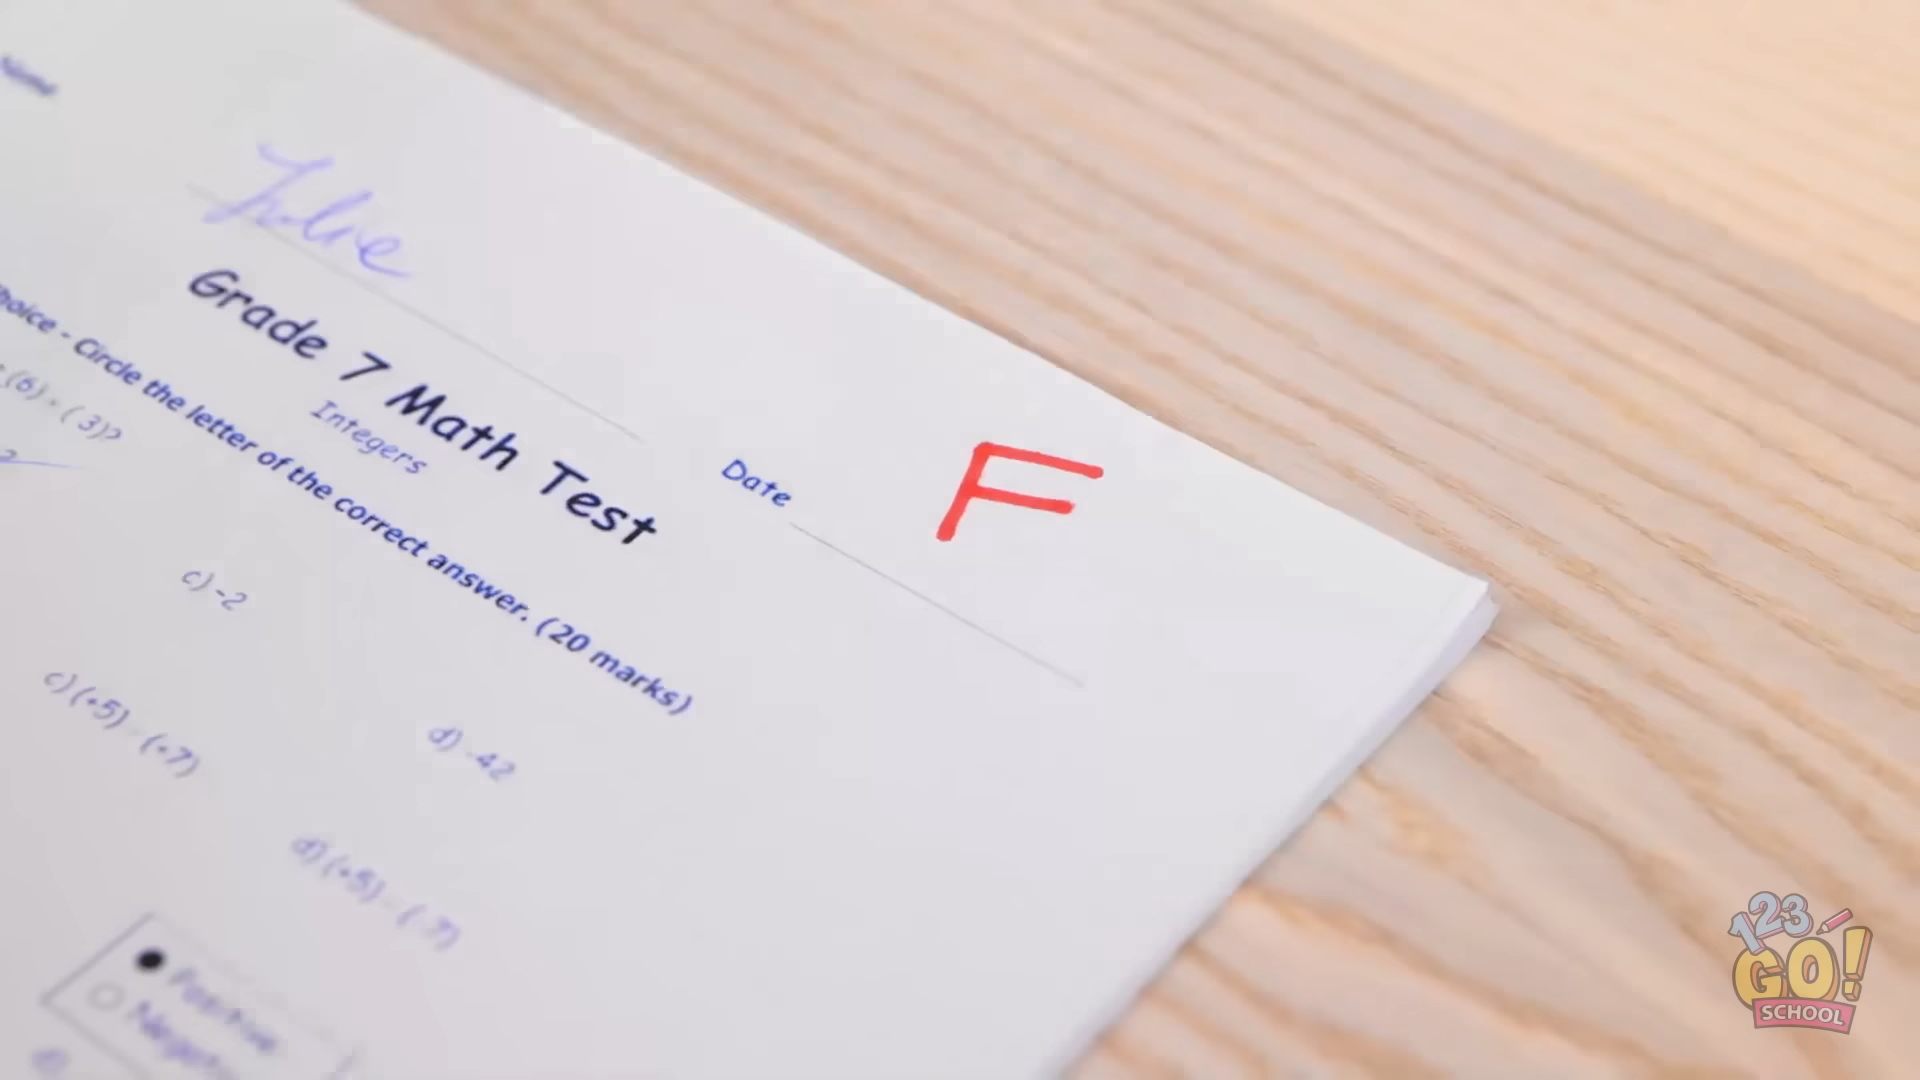 Name
Julie
Date
F
Grade 7 Math Test
Integers
Choice - Circle the letter of the correct answer. (20 marks)
(6) ÷ (3)?
c) -2
d) -42
c) (+5) - (+7)
d) (+5) - (-7)
Positive
d)
123
GO!
SCHOOL